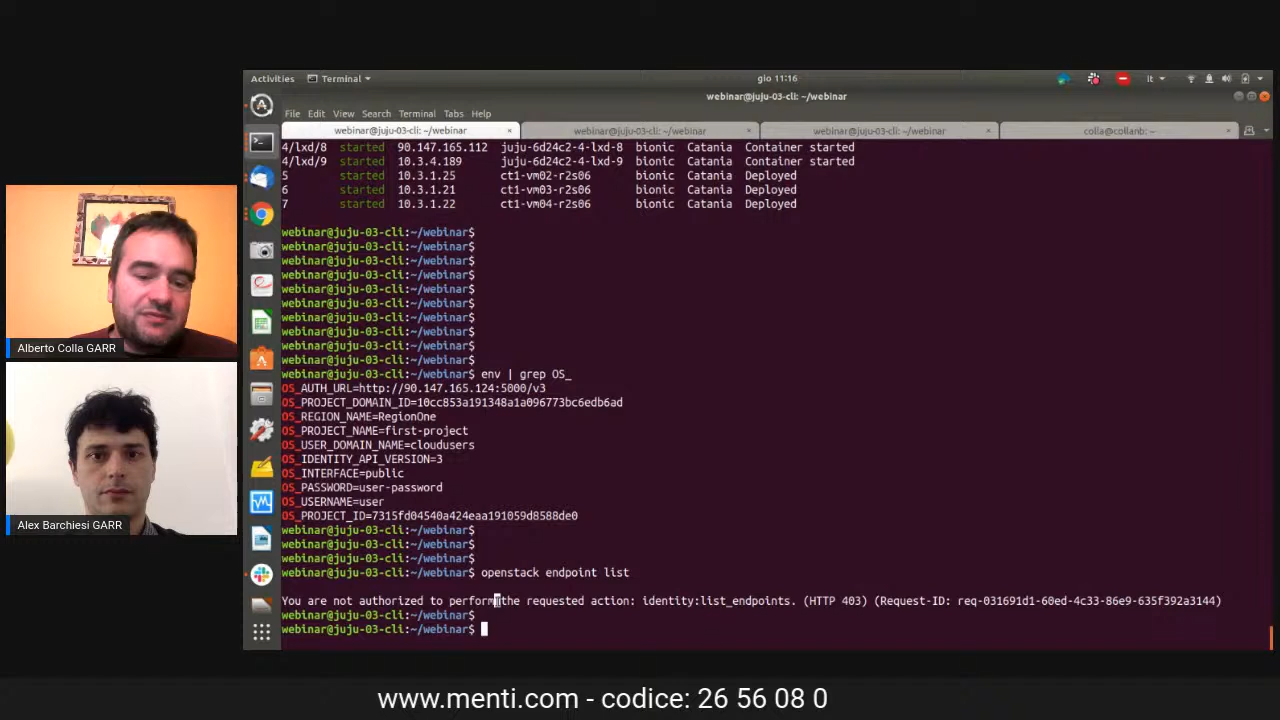 Activities Terminal gio 11:16 it
webinar@juju-03-cli: ~/webinar
File Edit View Search Terminal Tabs Help
webinar@juju-03-cli: ~/webinar × webinar@juju-03-cli: ~/webinar × webinar@juju-03-cli: ~/webinar × colla@collanb: ~ ×
4/lxd/8 started 90.147.165.112 juju-6d24c2-4-lxd-8 bionic Catania Container started
4/lxd/9 started 10.3.4.189 juju-6d24c2-4-lxd-9 bionic Catania Container started
5 started 10.3.1.25 ct1-vm02-r2s06 bionic Catania Deployed
6 started 10.3.1.21 ct1-vm03-r2s06 bionic Catania Deployed
7 started 10.3.1.22 ct1-vm04-r2s06 bionic Catania Deployed
webinar@juju-03-cli:~/webinar$
webinar@juju-03-cli:~/webinar$
webinar@juju-03-cli:~/webinar$
webinar@juju-03-cli:~/webinar$
webinar@juju-03-cli:~/webinar$
webinar@juju-03-cli:~/webinar$
webinar@juju-03-cli:~/webinar$
webinar@juju-03-cli:~/webinar$
webinar@juju-03-cli:~/webinar$
webinar@juju-03-cli:~/webinar$
webinar@juju-03-cli:~/webinar$ env | grep OS_
OS_AUTH_URL=http://90.147.165.124:5000/v3
OS_PROJECT_DOMAIN_ID=10cc853a191348a1a096773bc6edb6ad
OS_REGION_NAME=RegionOne
OS_PROJECT_NAME=first-project
OS_USER_DOMAIN_NAME=cloudusers
OS_IDENTITY_API_VERSION=3
OS_INTERFACE=public
OS_PASSWORD=user-password
OS_USERNAME=user
OS_PROJECT_ID=7315fd04540a424eaa191059d8588de0
webinar@juju-03-cli:~/webinar$
webinar@juju-03-cli:~/webinar$
webinar@juju-03-cli:~/webinar$
webinar@juju-03-cli:~/webinar$ openstack endpoint list
You are not authorized to perform the requested action: identity:list_endpoints. (HTTP 403) (Request-ID: req-031691d1-60ed-4c33-86e9-635f392a3144)
webinar@juju-03-cli:~/webinar$
webinar@juju-03-cli:~/webinar$
Alberto Colla GARR
Alex Barchiesi GARR
www.menti.com - codice: 26 56 08 0